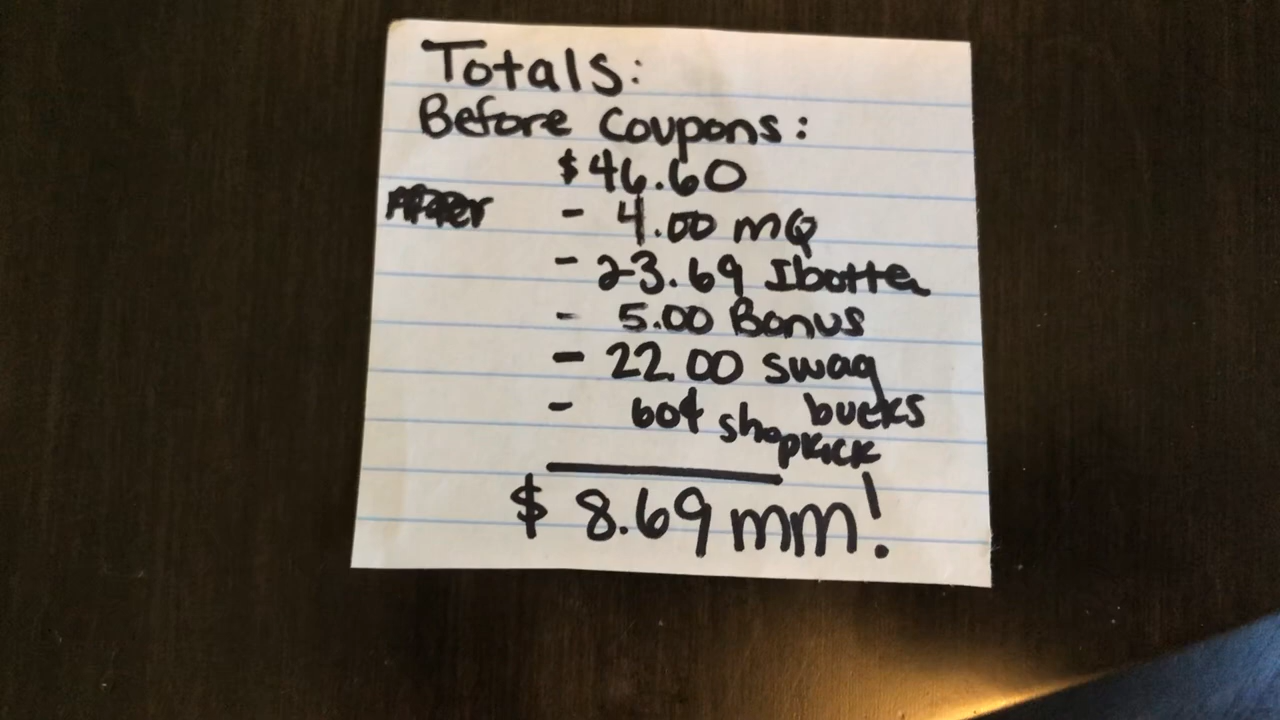 Totals:
Before Coupons:
$46.60
- 4.00 MQ
- 23.69 Ibotta
- 5.00 Bonus
- 22.00 swag
bucks
- 60¢ shopkick
$ 8.69 mm!